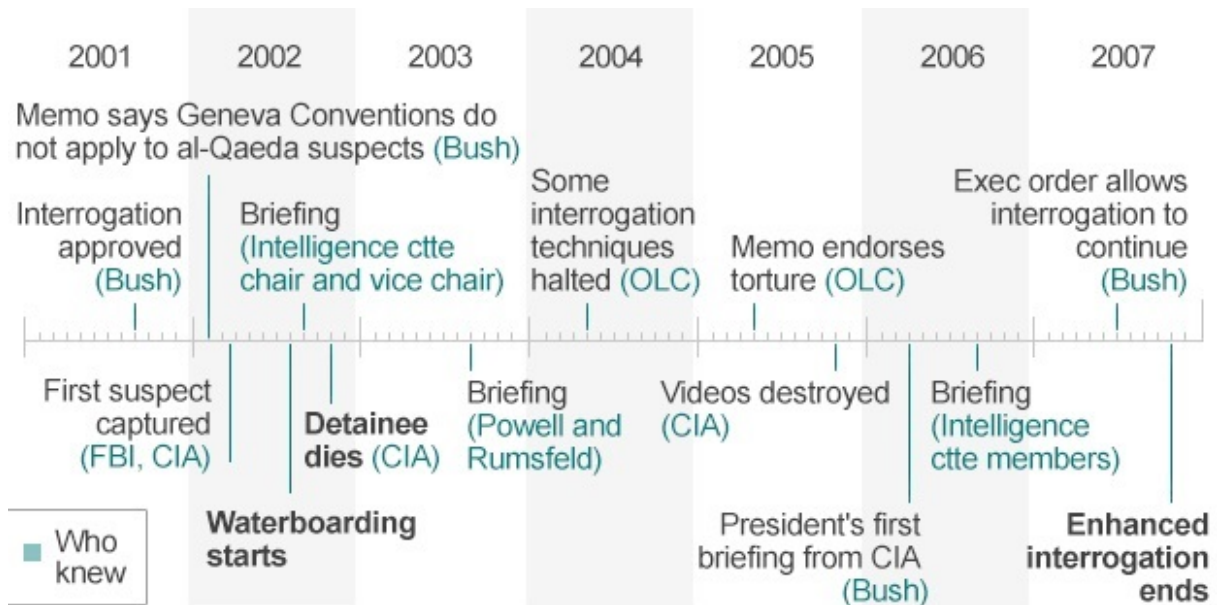 2001
2002
2003
2004
2005
2006
2007
Memo says Geneva Conventions do
not apply to al-Qaeda suspects (Bush)
Interrogation
approved
(Bush)
Briefing
(Intelligence ctte
chair and vice chair)
Some
interrogation
techniques
halted (OLC)
Memo endorses
torture (OLC)
Exec order allows
interrogation to
continue
(Bush)
First suspect
captured
(FBI, CIA)
Waterboarding
starts
Detainee
dies (CIA)
Briefing
(Powell and
Rumsfeld)
Videos destroyed
(CIA)
President's first
briefing from CIA
(Bush)
Briefing
(Intelligence
ctte members)
Enhanced
interrogation
ends
Who
knew